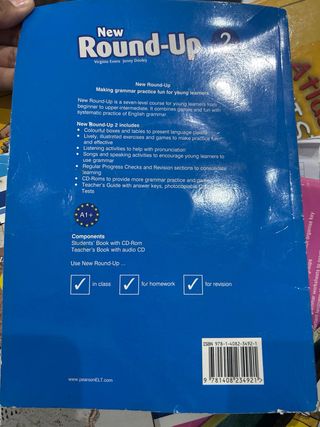 New
Round-Up 2
Virginia Evans Jenny Dooley
New Round-Up
Making grammar practice fun for young learners
New Round-Up is a seven-level course for young learners from
beginner to upper-intermediate. It combines games and fun with
systematic practice of English grammar.
New Round-Up 2 includes
• Colourful boxes and tables to present language clearly
• Lively, illustrated exercises and games to make practice fun
and effective
• Listening activities to help with pronunciation
• Songs and speaking activities to encourage young learners to
use grammar
• Regular Progress Checks and Revision sections to consolidate
learning
• CD-Roms to provide more grammar practice and games
• Teacher's Guide with answer keys, photocopiable
Tests
A1+
Components
Students' Book with CD-Rom
Teacher's Book with audio CD
Use New Round-Up ...
in class for homework for revision
ISBN 978-1-4082-3492-1
9 781408 234921
www.pearsonELT.com